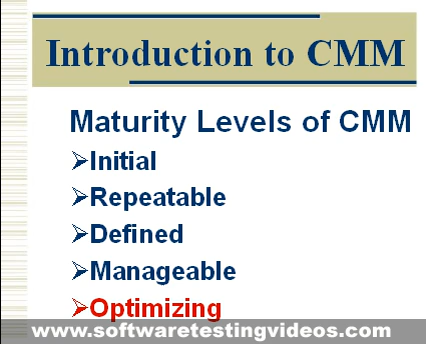 Introduction to CMM
Maturity Levels of CMM
➢Initial
➢Repeatable
➢Defined
➢Manageable
➢Optimizing
www.softwaretestingvideos.com